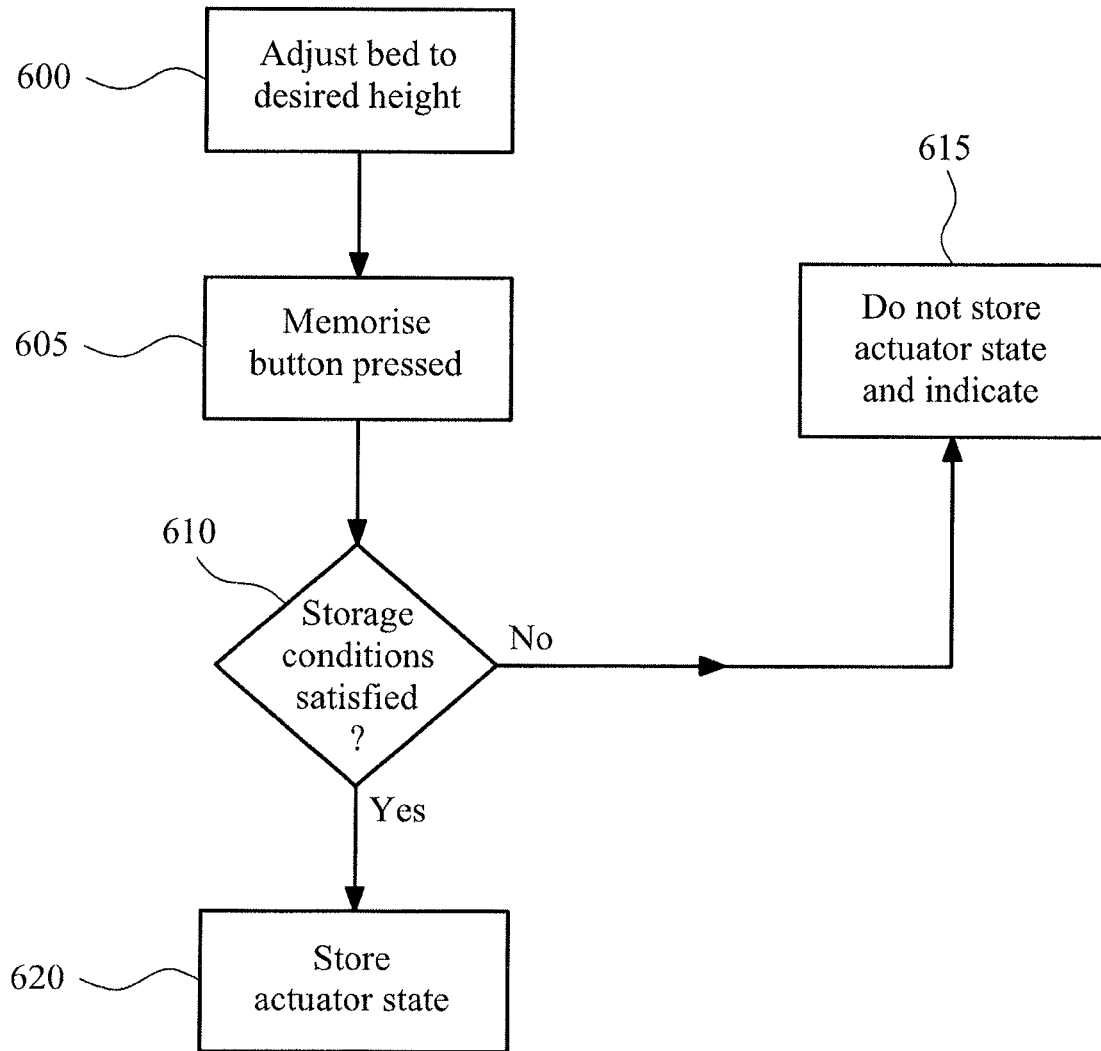 600
Adjust bed to
desired height
615
605
Memorise
button pressed
Do not store
actuator state
and indicate
610
Storage
conditions
satisfied
?
No
Yes
620
Store
actuator state